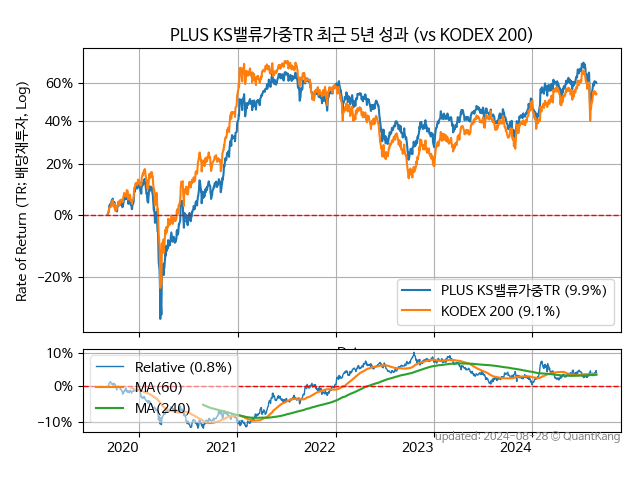 PLUS KS밸류가중TR 최근 5년 성과 (vs KODEX 200)
Rate of Return (TR: 배당재투자, Log)
60%
40%
20%
0%
−20%
PLUS KS밸류가중TR (9.9%)
KODEX 200 (9.1%)
10%
0%
−10%
Relative (0.8%)
MA(60)
MA(240)
2020 2021 2022 2023 2024
updated: 2024-08-28 © QuantKang